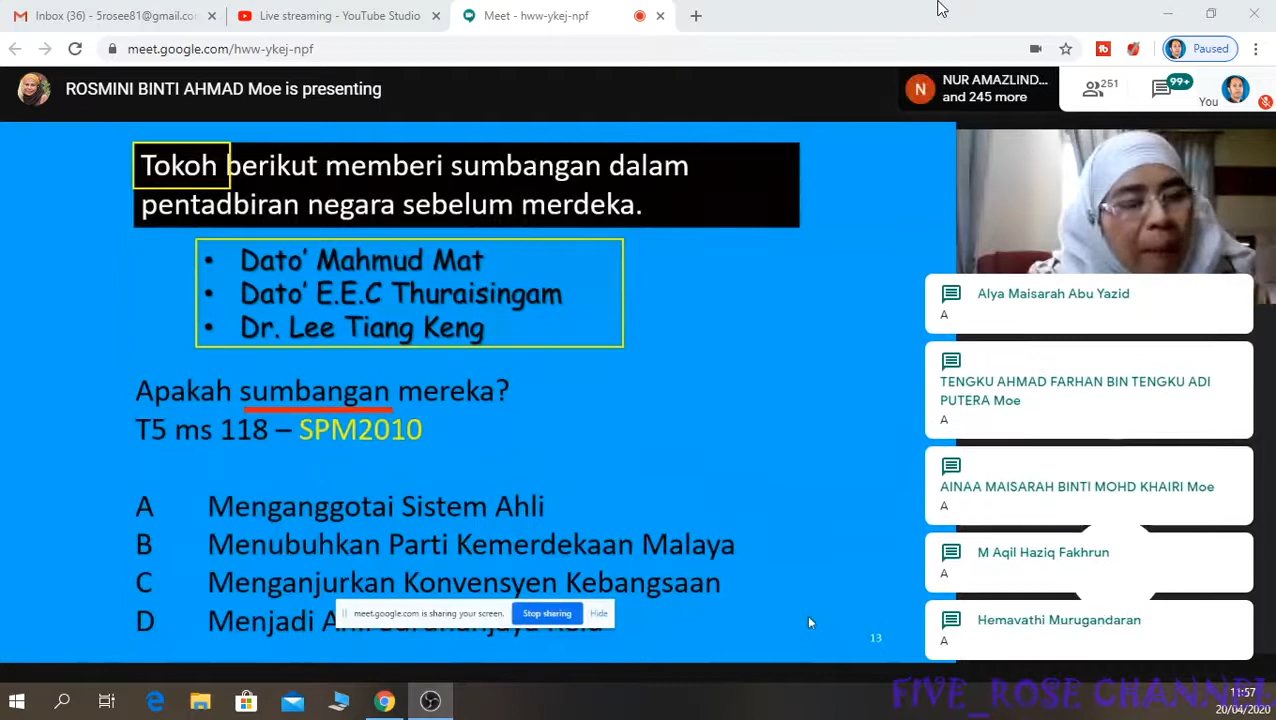 Inbox (36) - 5rosee81@gmail.co
Live streaming - YouTube Studio
Meet - hww-ykej-npf
meet.google.com/hww-ykej-npf
Paused
ROSMINI BINTI AHMAD Moe is presenting
N
NUR AMAZLIND...
and 245 more
251
99+
You
Tokoh berikut memberi sumbangan dalam
pentadbiran negara sebelum merdeka.
• Dato' Mahmud Mat
• Dato' E.E.C Thuraisingam
• Dr. Lee Tiang Keng
Apakah sumbangan mereka?
T5 ms 118 – SPM2010
A Menganggotai Sistem Ahli
B Menubuhkan Parti Kemerdekaan Malaya
C Menganjurkan Konvensyen Kebangsaan
D Menjadi
meet.google.com is sharing your screen.
Stop sharing
Hide
13
Alya Maisarah Abu Yazid
A
TENGKU AHMAD FARHAN BIN TENGKU ADI
PUTERA Moe
A
AINAA MAISARAH BINTI MOHD KHAIRI Moe
A
M Aqil Haziq Fakhrun
A
Hemavathi Murugandaran
A
FIVE_ROSE CHANNEL
11:57
20/04/2020